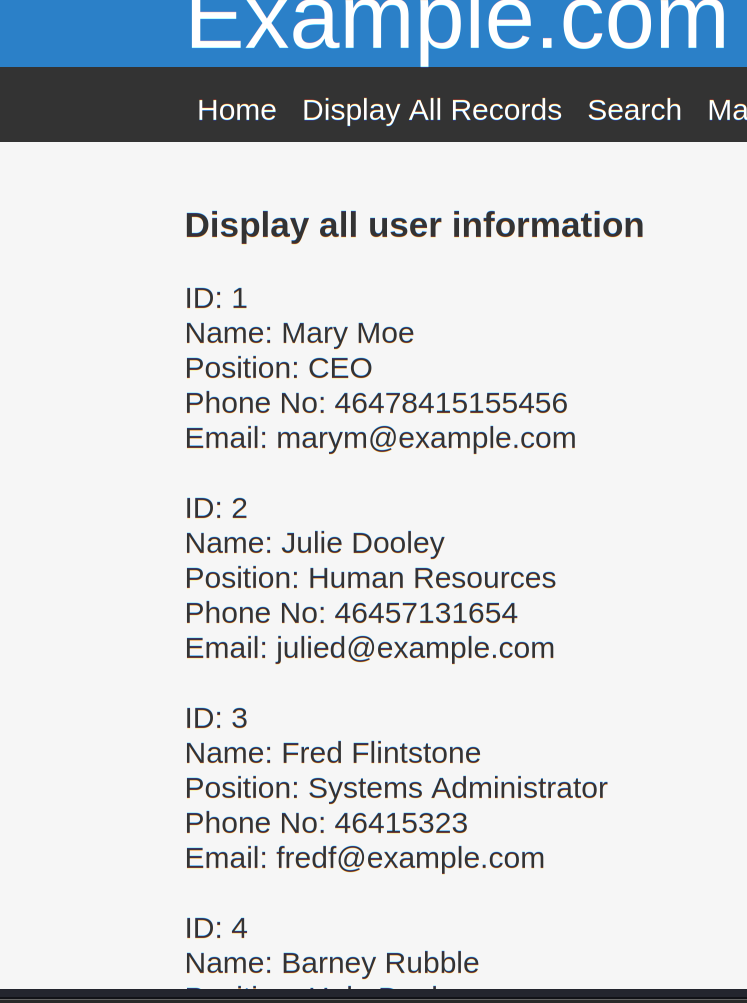 Example.com
Home Display All Records Search Ma
Display all user information
ID: 1
Name: Mary Moe
Position: CEO
Phone No: 46478415155456
Email: marym@example.com
ID: 2
Name: Julie Dooley
Position: Human Resources
Phone No: 46457131654
Email: julied@example.com
ID: 3
Name: Fred Flintstone
Position: Systems Administrator
Phone No: 46415323
Email: fredf@example.com
ID: 4
Name: Barney Rubble